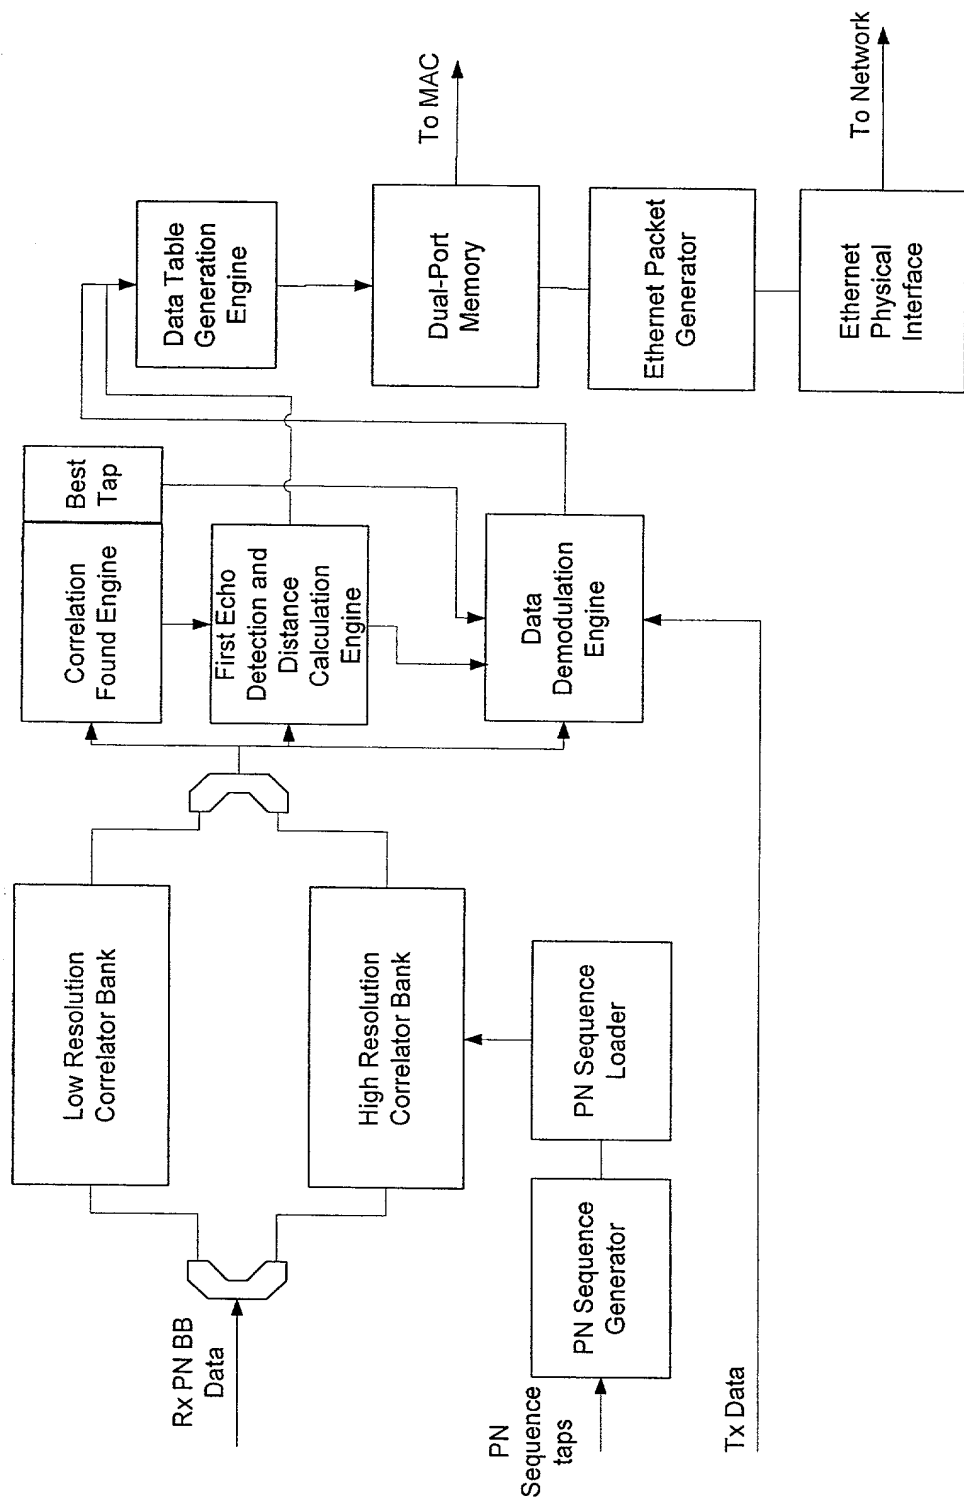 Rx PN BB
Data
Low Resolution
Correlator Bank
High Resolution
Correlator Bank
PN
Sequence
taps
PN Sequence
Generator
PN Sequence
Loader
Tx Data
Correlation
Found Engine
Best
Tap
First Echo
Detection and
Distance
Calculation
Engine
Data
Demodulation
Engine
Data Table
Generation
Engine
Dual-Port
Memory
To MAC
Ethernet Packet
Generator
Ethernet
Physical
Interface
To Network